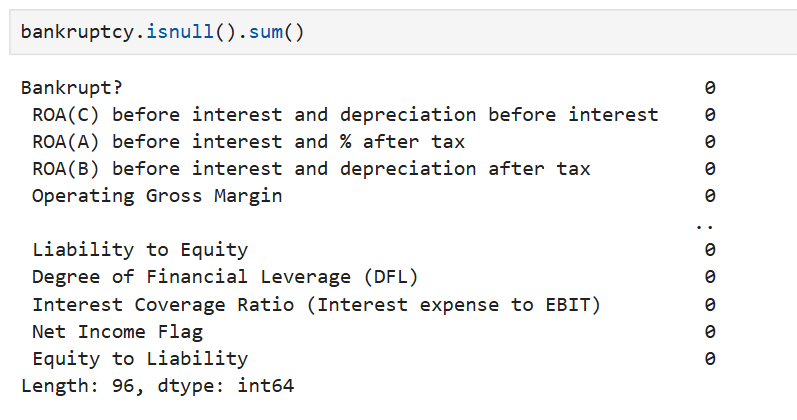 bankruptcy.isnull().sum()
Bankrupt? 0
ROA(C) before interest and depreciation before interest 0
ROA(A) before interest and % after tax 0
ROA(B) before interest and depreciation after tax 0
Operating Gross Margin 0
..
Liability to Equity 0
Degree of Financial Leverage (DFL) 0
Interest Coverage Ratio (Interest expense to EBIT) 0
Net Income Flag 0
Equity to Liability 0
Length: 96, dtype: int64